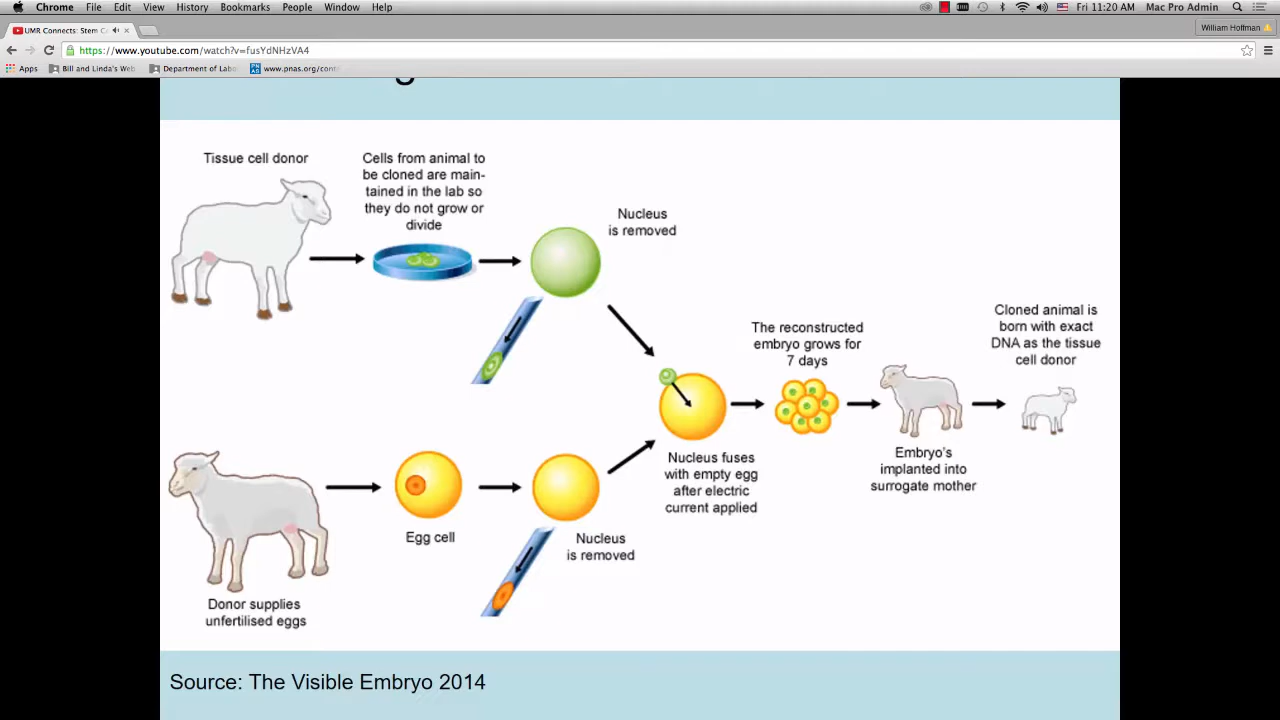 Chrome File Edit View History Bookmarks People Window Help
Fri 11:20 AM Mac Pro Admin
UMR Connects: Stem C
William Hoffman
https://www.youtube.com/watch?v=fusYdNHzVA4
Apps Bill and Linda's Web Department of Labo www.pnas.org/cont
Tissue cell donor
Cells from animal to
be cloned are main-
tained in the lab so
they do not grow or
divide
Nucleus
is removed
Cloned animal is
born with exact
DNA as the tissue
cell donor
The reconstructed
embryo grows for
7 days
Nucleus fuses
with empty egg
after electric
current applied
Embryo's
implanted into
surrogate mother
Egg cell
Nucleus
is removed
Donor supplies
unfertilised eggs
Source: The Visible Embryo 2014